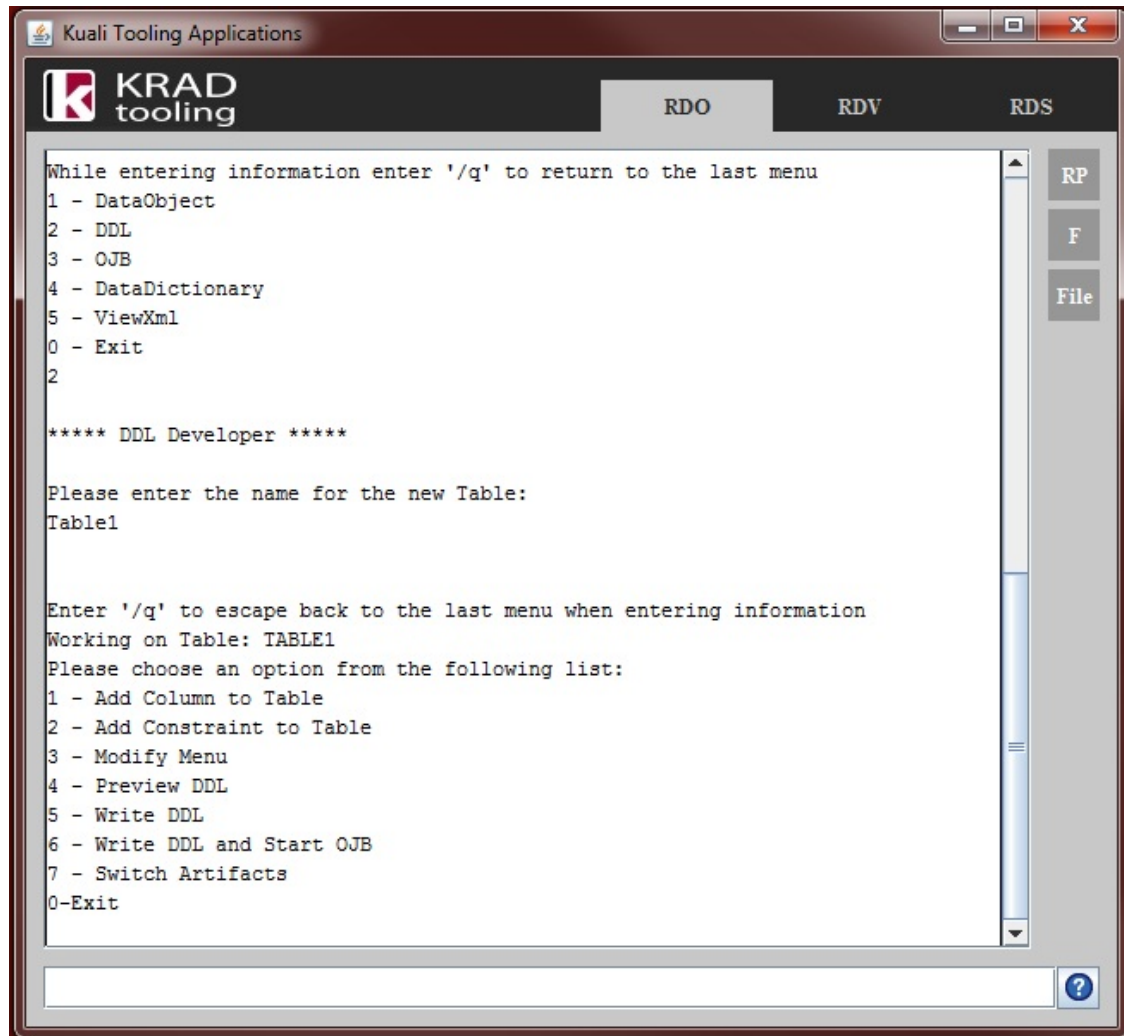 Kuali Tooling Applications
KRAD
tooling
RDO
RDV
RDS
While entering information enter '/q' to return to the last menu
1 - DataObject
2 - DDL
3 - OJB
4 - DataDictionary
5 - ViewXml
0 - Exit
2
***** DDL Developer *****
Please enter the name for the new Table:
Table1
Enter '/q' to escape back to the last menu when entering information
Working on Table: TABLE1
Please choose an option from the following list:
1 - Add Column to Table
2 - Add Constraint to Table
3 - Modify Menu
4 - Preview DDL
5 - Write DDL
6 - Write DDL and Start OJB
7 - Switch Artifacts
0-Exit
RP
F
File